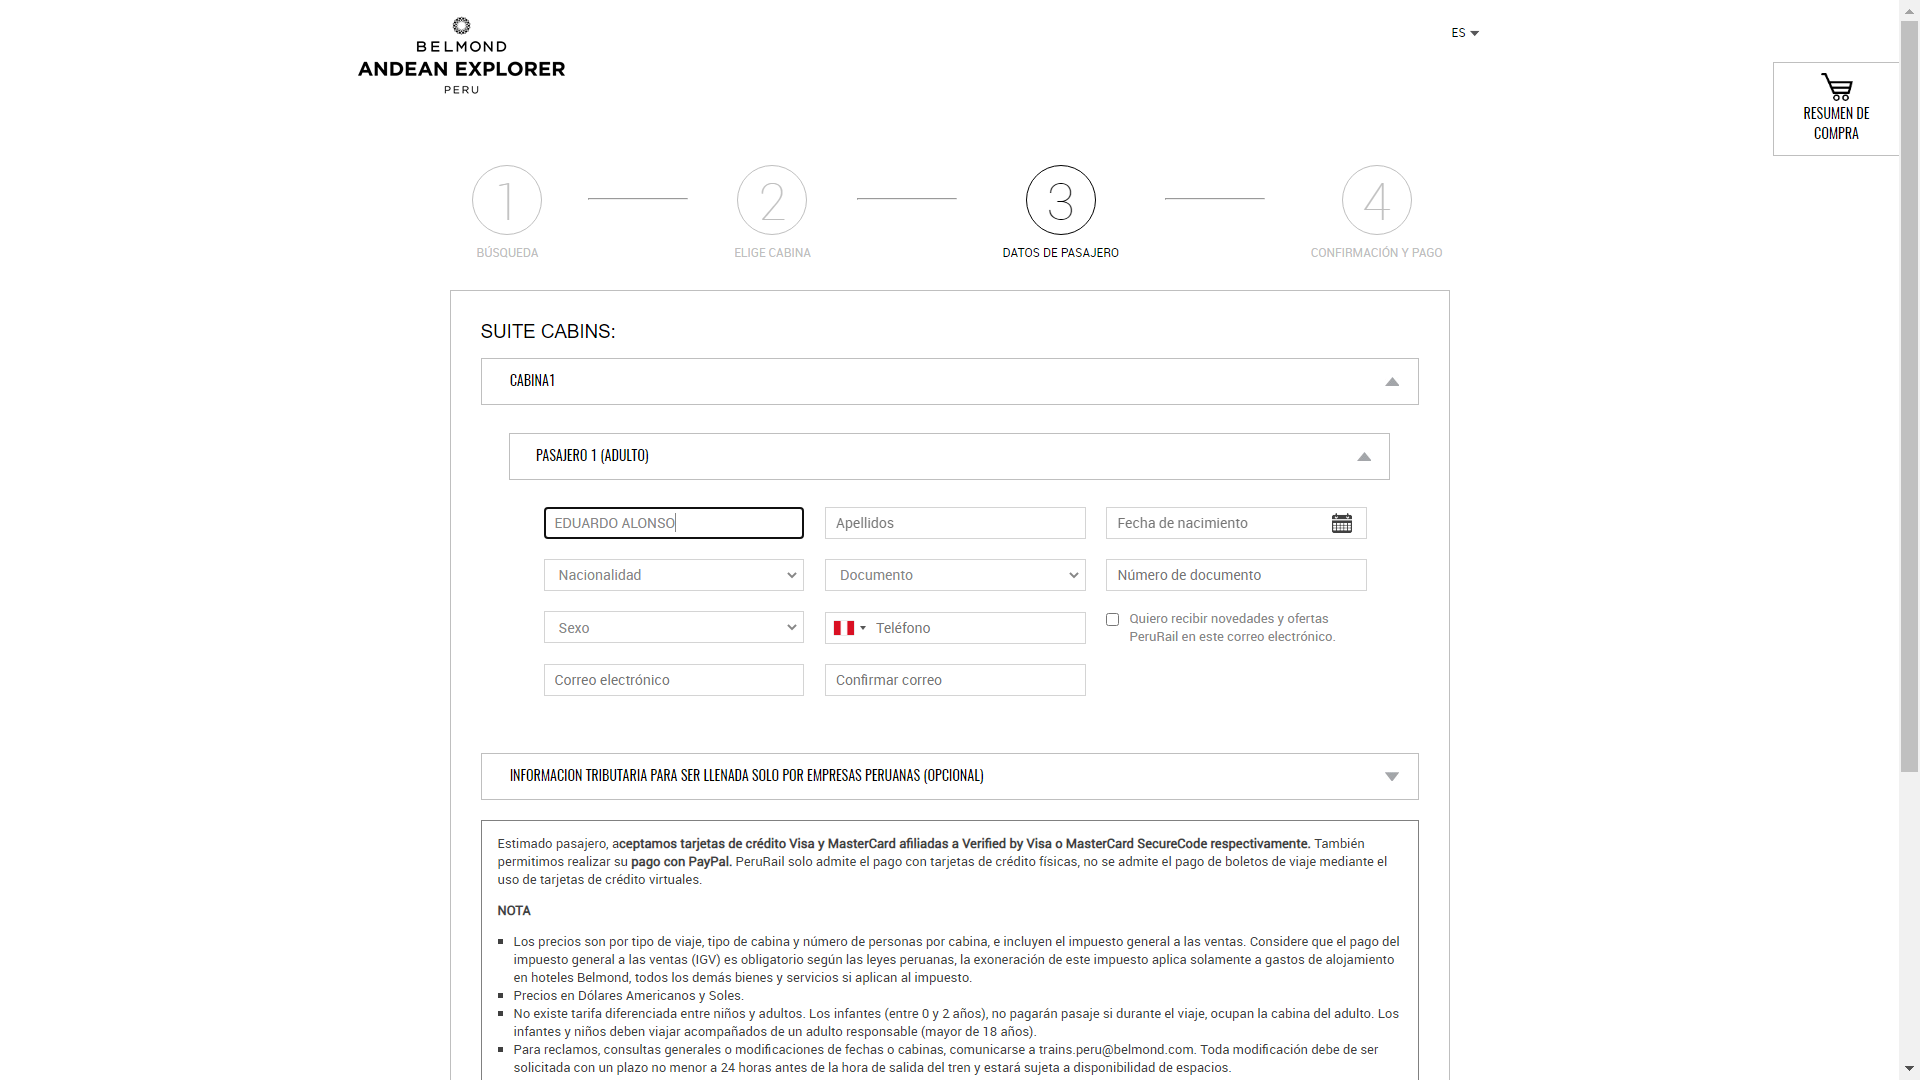 BELMOND
ANDEAN EXPLORER
PERU
ES
RESUMEN DE
COMPRA
1
2
3
4
BÚSQUEDA
ELIGE CABINA
DATOS DE PASAJERO
CONFIRMACIÓN Y PAGO
SUITE CABINS:
CABINA1
PASAJERO 1 (ADULTO)
EDUARDO ALONSO
Apellidos
Fecha de nacimiento
Nacionalidad
Documento
Número de documento
Sexo
Teléfono
Quiero recibir novedades y ofertas
PeruRail en este correo electrónico.
Correo electrónico
Confirmar correo
INFORMACION TRIBUTARIA PARA SER LLENADA SOLO POR EMPRESAS PERUANAS (OPCIONAL)
Estimado pasajero, aceptamos tarjetas de crédito Visa y MasterCard afiliadas a Verified by Visa o MasterCard SecureCode respectivamente. También
permitimos realizar su pago con PayPal. PeruRail solo admite el pago con tarjetas de crédito físicas, no se admite el pago de boletos de viaje mediante el
uso de tarjetas de crédito virtuales.
NOTA
Los precios son por tipo de viaje, tipo de cabina y número de personas por cabina, e incluyen el impuesto general a las ventas. Considere que el pago del
impuesto general a las ventas (IGV) es obligatorio según las leyes peruanas, la exoneración de este impuesto aplica solamente a gastos de alojamiento
en hoteles Belmond, todos los demás bienes y servicios si aplican al impuesto.
Precios en Dólares Americanos y Soles.
No existe tarifa diferenciada entre niños y adultos. Los infantes (entre 0 y 2 años), no pagarán pasaje si durante el viaje, ocupan la cabina del adulto. Los
infantes y niños deben viajar acompañados de un adulto responsable (mayor de 18 años).
Para reclamos, consultas generales o modificaciones de fechas o cabinas, comunicarse a trains.peru@belmond.com. Toda modificación debe de ser
solicitada con un plazo no menor a 24 horas antes de la hora de salida del tren y estará sujeta a disponibilidad de espacios.